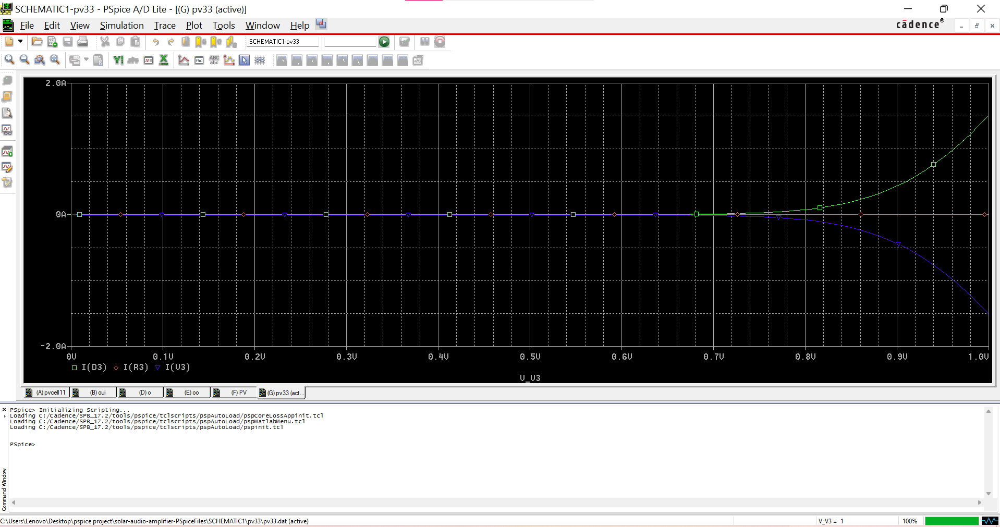 SCHEMATIC1-pv33 - PSpice A/D Lite - [(G) pv33 (active)]
File Edit View Simulation Trace Plot Tools Window Help
cādence®
SCHEMATIC1-pv33
2.0A
0A
-2.0A
0V 0.1V 0.2V 0.3V 0.4V 0.5V 0.6V 0.7V 0.8V 0.9V 1.0V
I(D3) I(R3) I(V3)
V_V3
(A) pvcell11 (B) oui (D) o (E) oo (F) PV (G) pv33 (act...
PSpice> Initializing Scripting...
Loading C:/Cadence/SPB_17.2/tools/pspice/tclscripts/pspAutoLoad/pspCoreLossAppinit.tcl
Loading C:/Cadence/SPB_17.2/tools/pspice/tclscripts/pspAutoLoad/pspMatlabMenu.tcl
Loading C:/Cadence/SPB_17.2/tools/pspice/tclscripts/pspAutoLoad/pspinit.tcl
PSpice>
Command Window
C:\Users\Lenovo\Desktop\pspice project\solar-audio-amplifier-PSpiceFiles\SCHEMATIC1\pv33\pv33.dat (active)
V_V3 = 1
100%